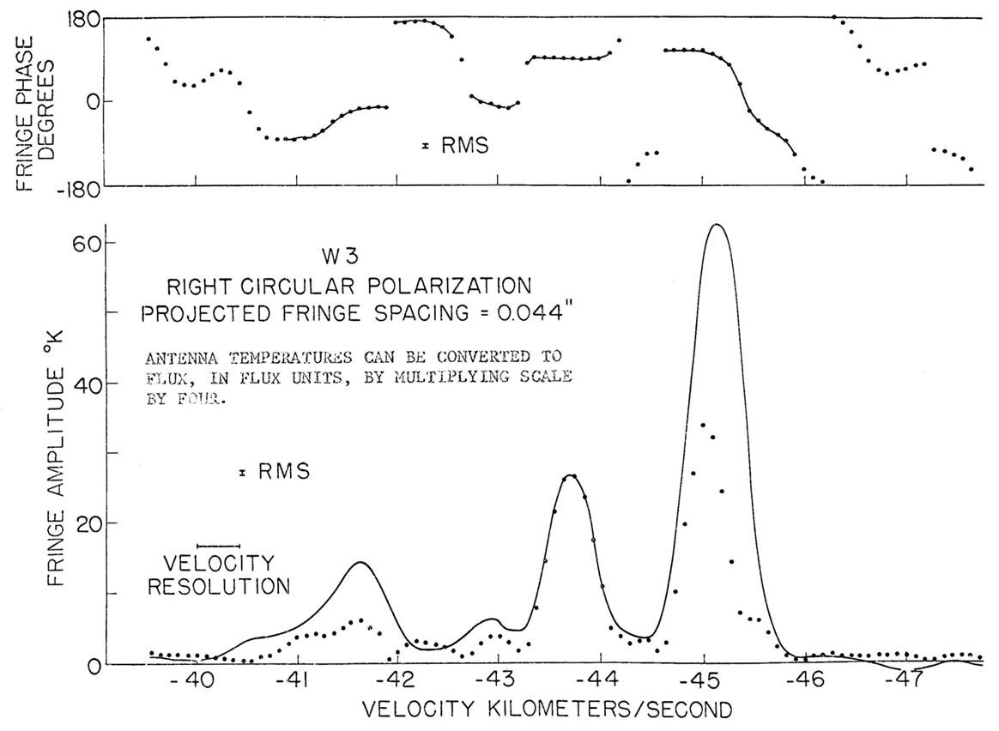 180
0
-180
FRINGE PHASE
DEGREES
RMS
60
40
20
0
FRINGE AMPLITUDE °K
W3
RIGHT CIRCULAR POLARIZATION
PROJECTED FRINGE SPACING = 0.044"
ANTENNA TEMPERATURES CAN BE CONVERTED TO
FLUX, IN FLUX UNITS, BY MULTIPLYING SCALE
BY FOUR.
RMS
VELOCITY
RESOLUTION
-40 -41 -42 -43 -44 -45 -46 -47
VELOCITY KILOMETERS/SECOND